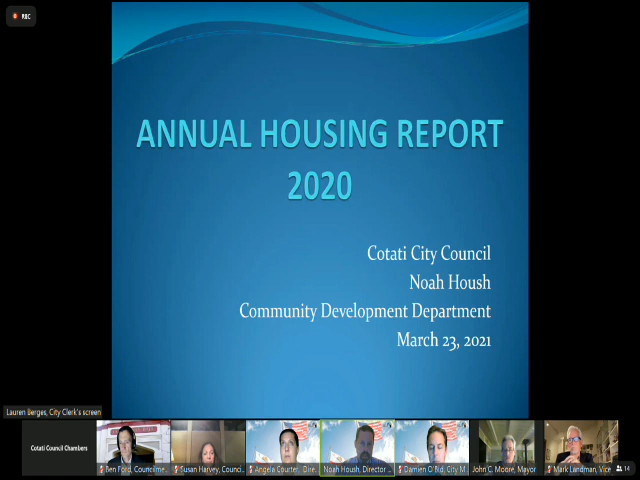 REC
ANNUAL HOUSING REPORT
2020
Cotati City Council
Noah Housh
Community Development Department
March 23, 2021
Lauren Berges, City Clerk's screen
Cotati Council Chambers
Ben Ford, Councilme...
Susan Harvey, Counci...
Angela Courter, Dire...
Noah Housh, Director ...
Damien O'Bid, City M...
John C. Moore, Mayor
Mark Landman, Vice
14